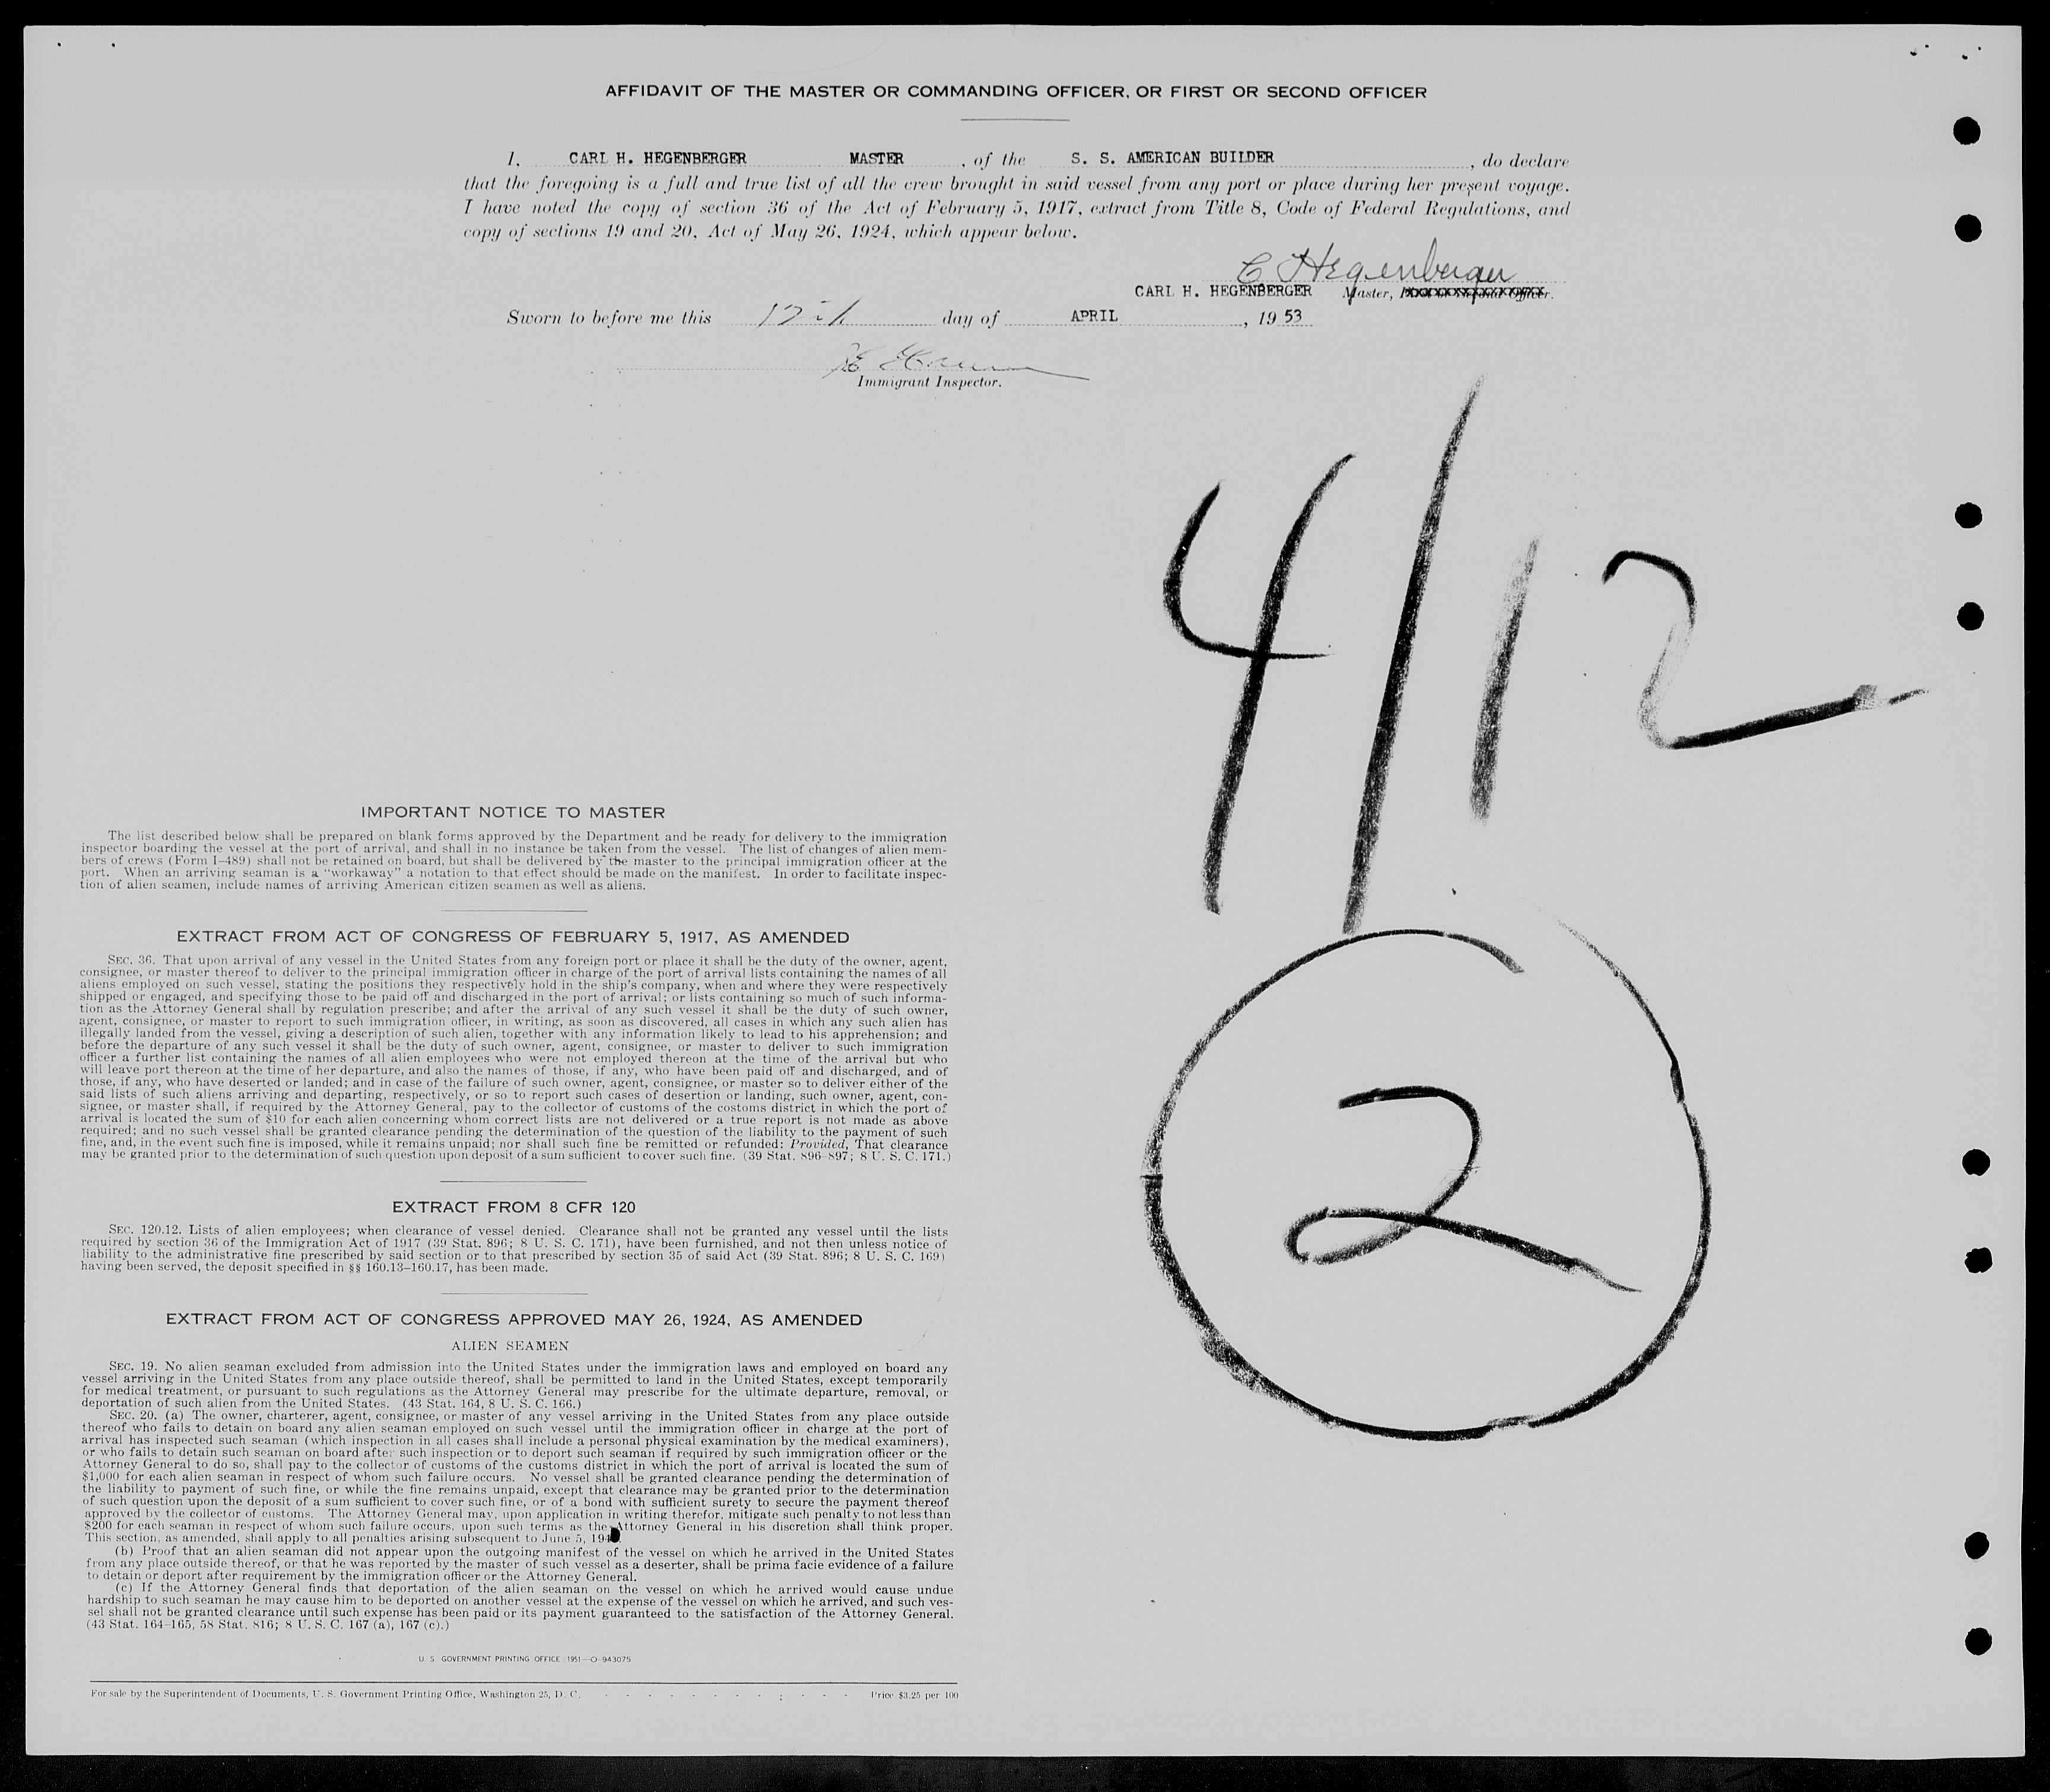 AFFIDAVIT OF THE MASTER OR COMMANDING OFFICER, OR FIRST OR SECOND OFFICER
I, CARL H. HEGENBERGER MASTER, of the S. S. AMERICAN BUILDER, do declare
that the foregoing is a full and true list of all the crew brought in said vessel from any port or place during her present voyage.
I have noted the copy of section 36 of the Act of February 5, 1917, extract from Title 8, Code of Federal Regulations, and
copy of sections 19 and 20, Act of May 26, 1924, which appear below.
C Hegenberger
CARL H. HEGENBERGER Master,
Sworn to before me this day of APRIL, 1953
Immigrant Inspector.
4/12
2
IMPORTANT NOTICE TO MASTER
The list described below shall be prepared on blank forms approved by the Department and be ready for delivery to the immigration
inspector boarding the vessel at the port of arrival, and shall in no instance be taken from the vessel. The list of changes of alien mem-
bers of crews (Form I-489) shall not be retained on board, but shall be delivered by the master to the principal immigration officer at the
port. When an arriving seaman is a "workaway" a notation to that effect should be made on the manifest. In order to facilitate inspec-
tion of alien seamen, include names of arriving American citizen seamen as well as aliens.
EXTRACT FROM ACT OF CONGRESS OF FEBRUARY 5, 1917, AS AMENDED
SEC. 36. That upon arrival of any vessel in the United States from any foreign port or place it shall be the duty of the owner, agent,
consignee, or master thereof to deliver to the principal immigration officer in charge of the port of arrival lists containing the names of all
aliens employed on such vessel, stating the positions they respectively hold in the ship's company, when and where they were respectively
shipped or engaged, and specifying those to be paid off and discharged in the port of arrival; or lists containing so much of such informa-
tion as the Attorney General shall by regulation prescribe; and after the arrival of any such vessel it shall be the duty of such owner,
agent, consignee, or master to report to such immigration officer, in writing, as soon as discovered, all cases in which any such alien has
illegally landed from the vessel, giving a description of such alien, together with any information likely to lead to his apprehension; and
before the departure of any such vessel it shall be the duty of such owner, agent, consignee, or master to deliver to such immigration
officer a further list containing the names of all alien employees who were not employed thereon at the time of the arrival but who
will leave port thereon at the time of her departure, and also the names of those, if any, who have been paid off and discharged, and of
those, if any, who have deserted or landed; and in case of the failure of such owner, agent, consignee, or master so to deliver either of the
said lists of such aliens arriving and departing, respectively, or so to report such cases of desertion or landing, such owner, agent, con-
signee, or master shall, if required by the Attorney General, pay to the collector of customs of the costoms district in which the port of
arrival is located the sum of $10 for each alien concerning whom correct lists are not delivered or a true report is not made as above
required; and no such vessel shall be granted clearance pending the determination of the question of the liability to the payment of such
fine, and, in the event such fine is imposed, while it remains unpaid; nor shall such fine be remitted or refunded: Provided, That clearance
may be granted prior to the determination of such question upon deposit of a sum sufficient to cover such fine. (39 Stat. 896-897; 8 U. S. C. 171.)
EXTRACT FROM 8 CFR 120
SEC. 120.12. Lists of alien employees; when clearance of vessel denied. Clearance shall not be granted any vessel until the lists
required by section 36 of the Immigration Act of 1917 (39 Stat. 896; 8 U. S. C. 171), have been furnished, and not then unless notice of
liability to the administrative fine prescribed by said section or to that prescribed by section 35 of said Act (39 Stat. 896; 8 U. S. C. 169)
having been served, the deposit specified in §§ 160.13–160.17, has been made.
EXTRACT FROM ACT OF CONGRESS APPROVED MAY 26, 1924, AS AMENDED
ALIEN SEAMEN
SEC. 19. No alien seaman excluded from admission into the United States under the immigration laws and employed on board any
vessel arriving in the United States from any place outside thereof, shall be permitted to land in the United States, except temporarily
for medical treatment, or pursuant to such regulations as the Attorney General may prescribe for the ultimate departure, removal, or
deportation of such alien from the United States. (43 Stat. 164, 8 U. S. C. 166.)
SEC. 20. (a) The owner, charterer, agent, consignee, or master of any vessel arriving in the United States from any place outside
thereof who fails to detain on board any alien seaman employed on such vessel until the immigration officer in charge at the port of
arrival has inspected such seaman (which inspection in all cases shall include a personal physical examination by the medical examiners),
or who fails to detain such seaman on board after such inspection or to deport such seaman if required by such immigration officer or the
Attorney General to do so, shall pay to the collector of customs of the customs district in which the port of arrival is located the sum of
$1,000 for each alien seaman in respect of whom such failure occurs. No vessel shall be granted clearance pending the determination of
the liability to payment of such fine, or while the fine remains unpaid, except that clearance may be granted prior to the determination
of such question upon the deposit of a sum sufficient to cover such fine, or of a bond with sufficient surety to secure the payment thereof
approved by the collector of customs. The Attorney General may, upon application in writing therefor, mitigate such penalty to not less than
$200 for each seaman in respect of whom such failure occurs, upon such terms as the Attorney General in his discretion shall think proper.
This section, as amended, shall apply to all penalties arising subsequent to June 5,
(b) Proof that an alien seaman did not appear upon the outgoing manifest of the vessel on which he arrived in the United States
from any place outside thereof, or that he was reported by the master of such vessel as a deserter, shall be prima facie evidence of a failure
to detain or deport after requirement by the immigration officer or the Attorney General.
(c) If the Attorney General finds that deportation of the alien seaman on the vessel on which he arrived would cause undue
hardship to such seaman he may cause him to be deported on another vessel at the expense of the vessel on which he arrived, and such ves-
sel shall not be granted clearance until such expense has been paid or its payment guaranteed to the satisfaction of the Attorney General.
(43 Stat. 164-165, 58 Stat. 816; 8 U. S. C. 167 (a), 167 (c).)
U. S. GOVERNMENT PRINTING OFFICE : 1951—O-943075
For sale by the Superintendent of Documents, U. S. Government Printing Office, Washington 25, D. C. - - - - - - - - - - Price $3.25 per 100